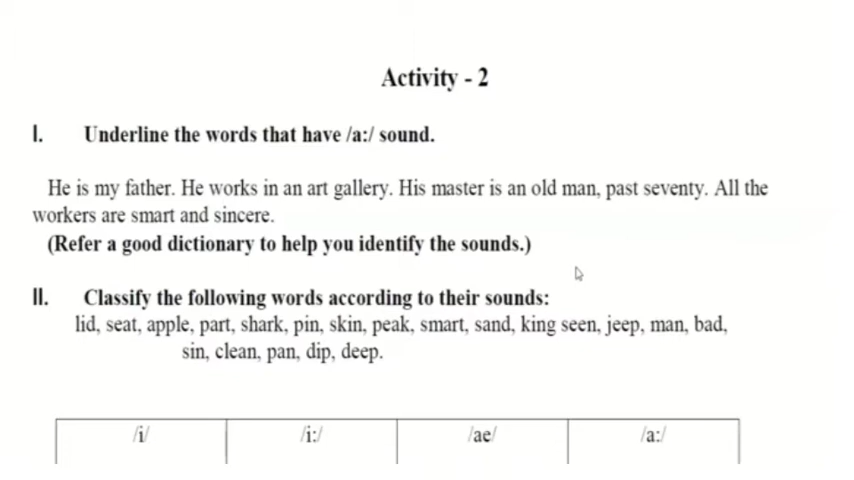 Activity - 2
I. Underline the words that have /a:/ sound.
He is my father. He works in an art gallery. His master is an old man, past seventy. All the
workers are smart and sincere.
(Refer a good dictionary to help you identify the sounds.)
II. Classify the following words according to their sounds:
lid, seat, apple, part, shark, pin, skin, peak, smart, sand, king seen, jeep, man, bad,
sin, clean, pan, dip, deep.
/i/ /i:/ /ae/ /a:/